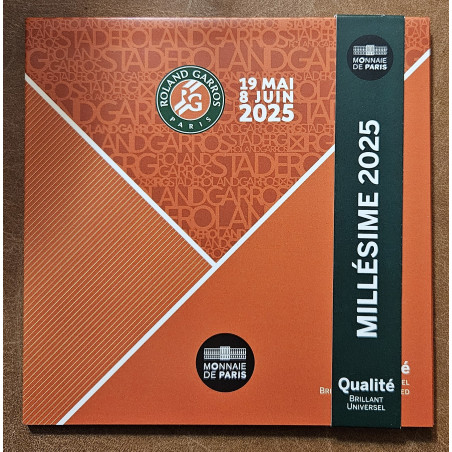 ROLAND GARROS
PARIS
RG
19 MAI
8 JUIN
2025
MONNAIE
DE PARIS
MILLÉSIME 2025
Qualité
BRILLANT
UNIVERSEL
MONNAIE
DE PARIS